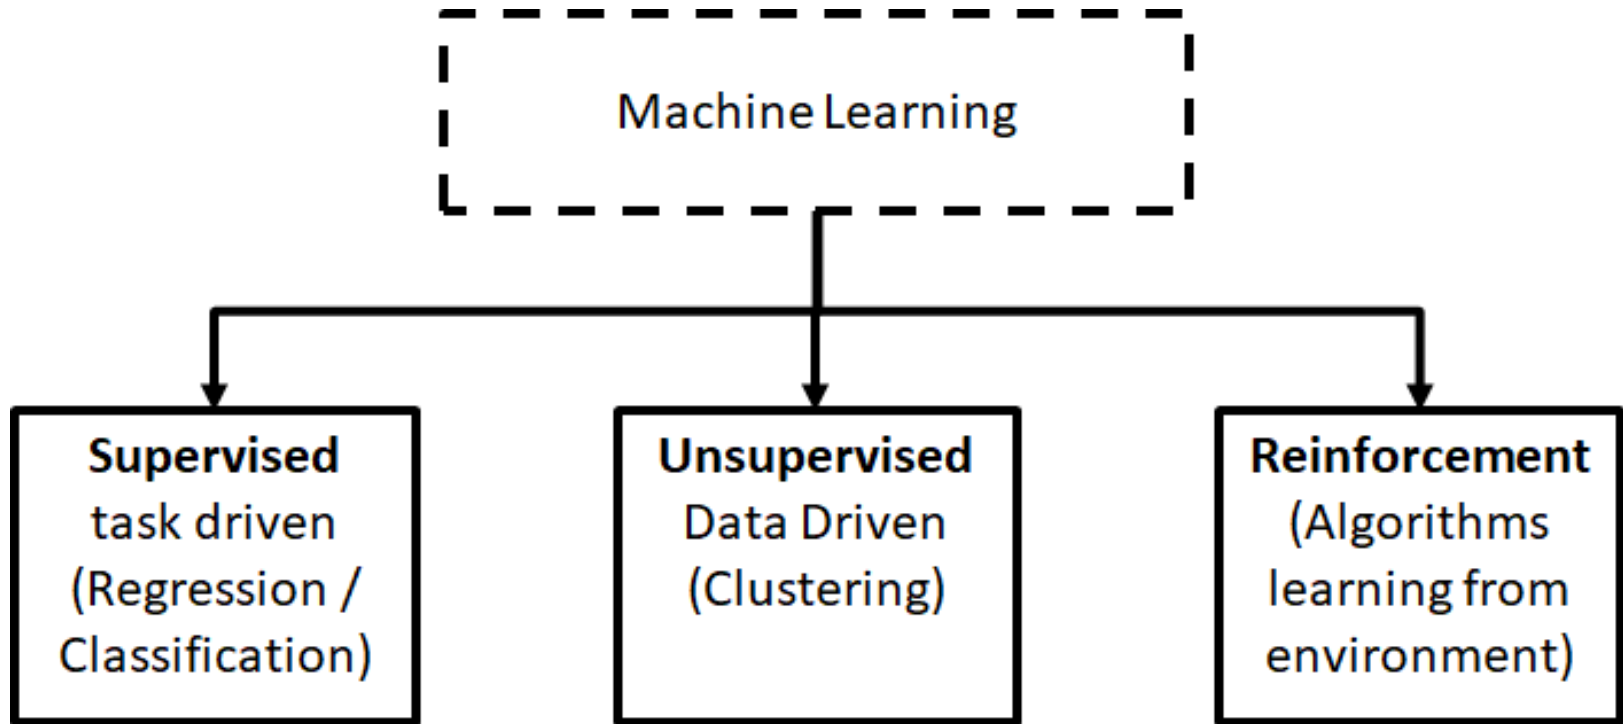 Machine Learning
Supervised
task driven
(Regression /
Classification)
Unsupervised
Data Driven
(Clustering)
Reinforcement
(Algorithms
learning from
environment)